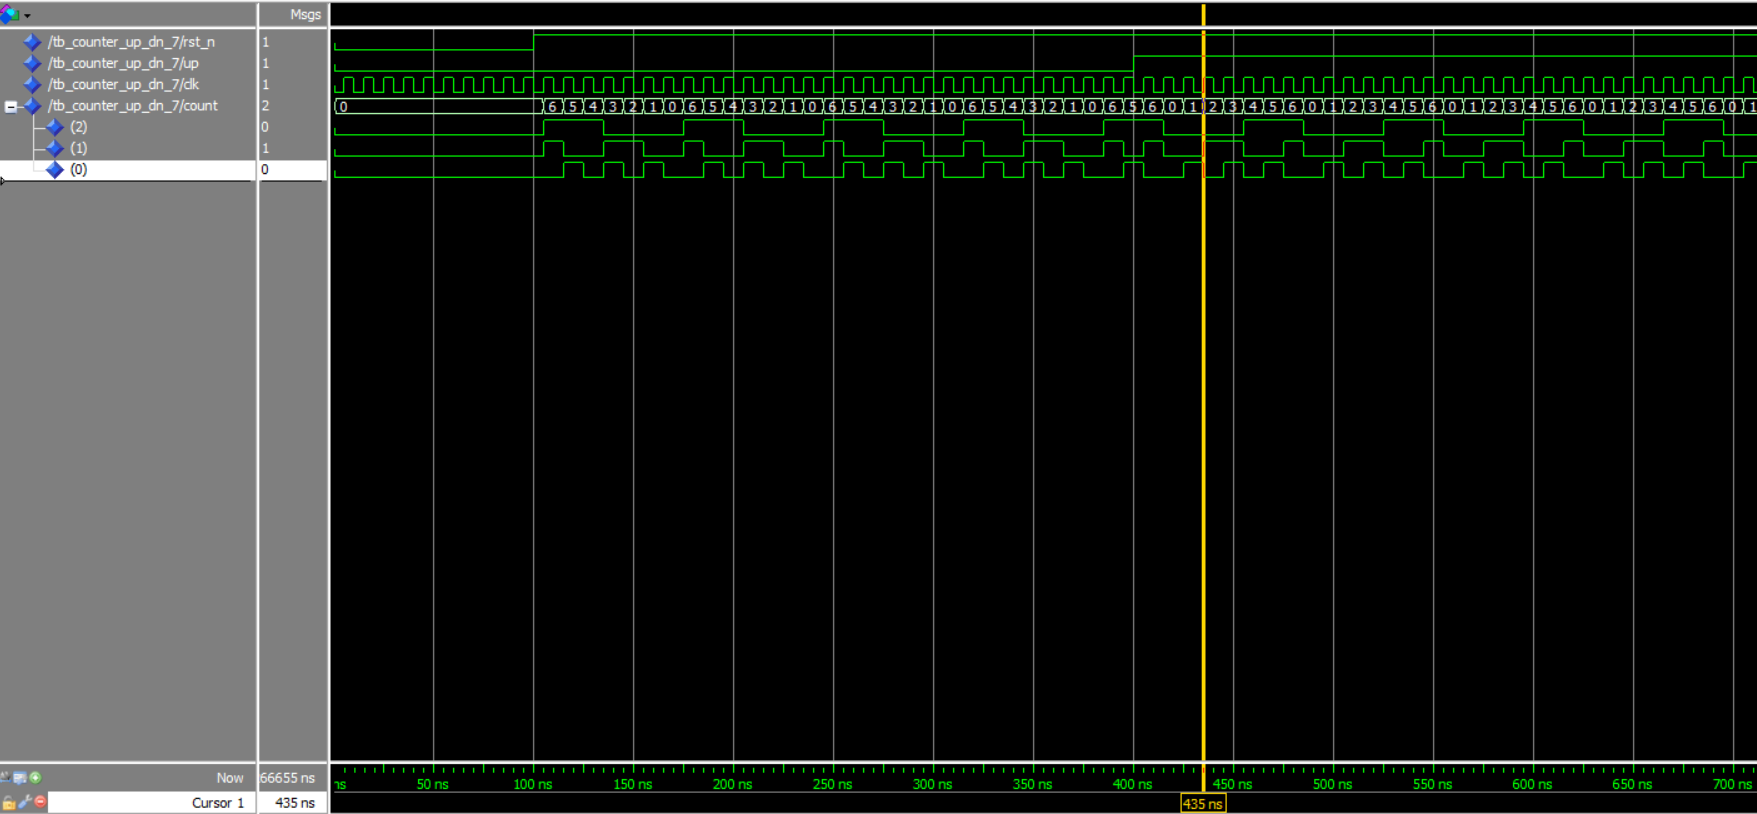 Msgs
/tb_counter_up_dn_7/rst_n 1
/tb_counter_up_dn_7/up 1
/tb_counter_up_dn_7/clk 1
/tb_counter_up_dn_7/count 2 0 6 5 4 3 2 1 0 6 5 4 3 2 1 0 6 5 4 3 2 1 0 6 5 4 3 2 1 0 6 5 6 0 1 2 3 4 5 6 0 1 2 3 4 5 6 0 1 2 3 4 5 6 0 1 2 3 4 5 6 0 1
(2) 0
(1) 1
(0) 0
Now 66655 ns ns 50 ns 100 ns 150 ns 200 ns 250 ns 300 ns 350 ns 400 ns 450 ns 500 ns 550 ns 600 ns 650 ns 700 ns
Cursor 1 435 ns 435 ns